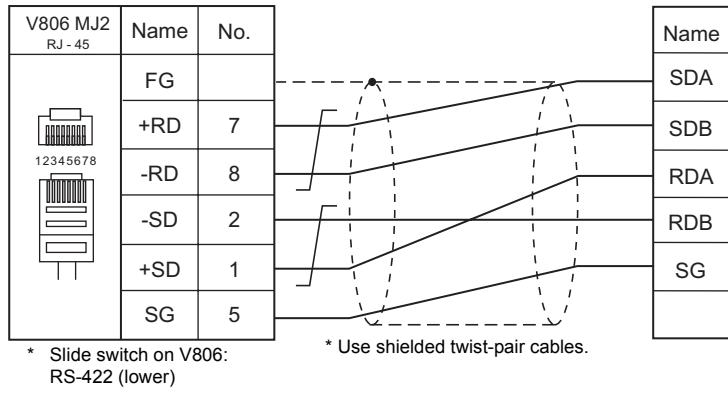 V806 MJ2 Name No. Name
RJ - 45
FG SDA
+RD 7 SDB
12345678
-RD 8 RDA
-SD 2 RDB
+SD 1 SG
SG 5
* Slide switch on V806:
RS-422 (lower)
* Use shielded twist-pair cables.